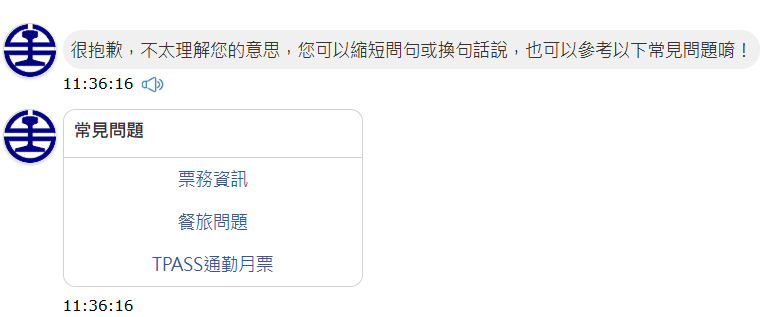 很抱歉，不太理解您的意思，您可以縮短問句或換句話說，也可以參考以下常見問題唷！
11:36:16
常見問題
票務資訊
餐旅問題
TPASS通勤月票
11:36:16